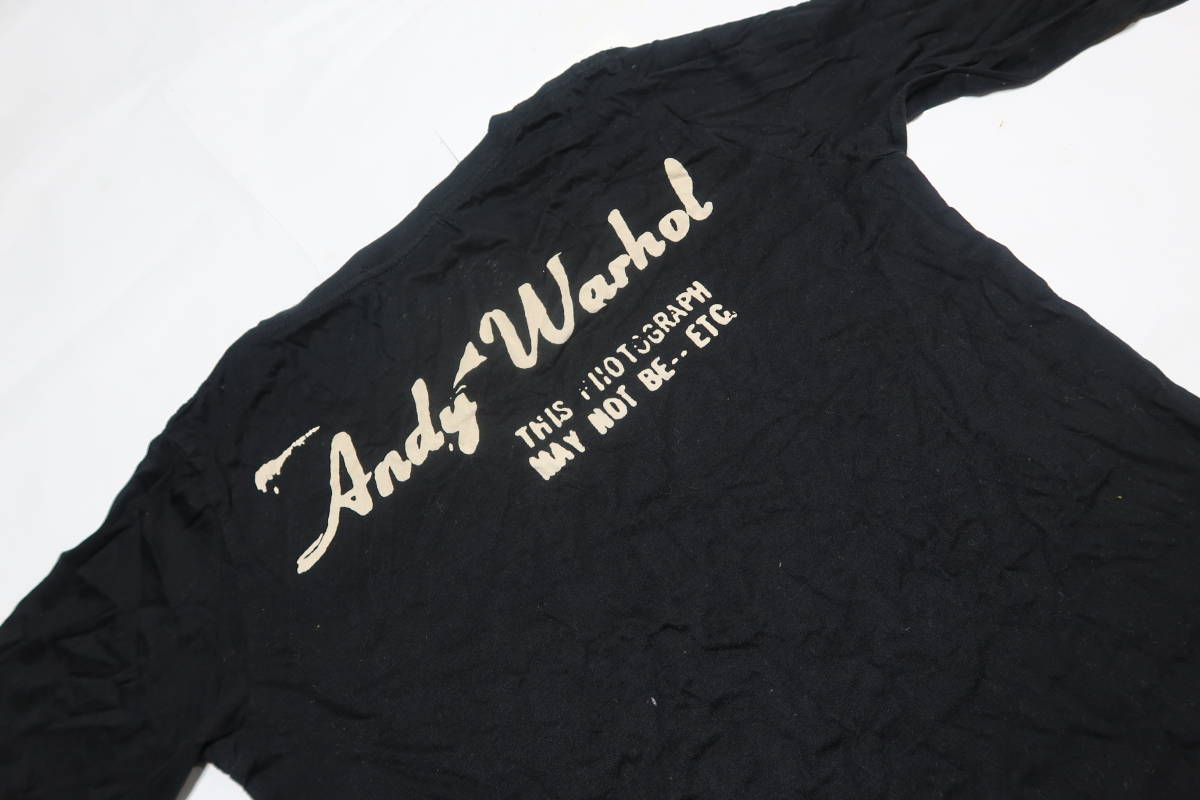 Andy Warhol
THIS PHOTOGRAPH
MAY NOT BE-- ETC.